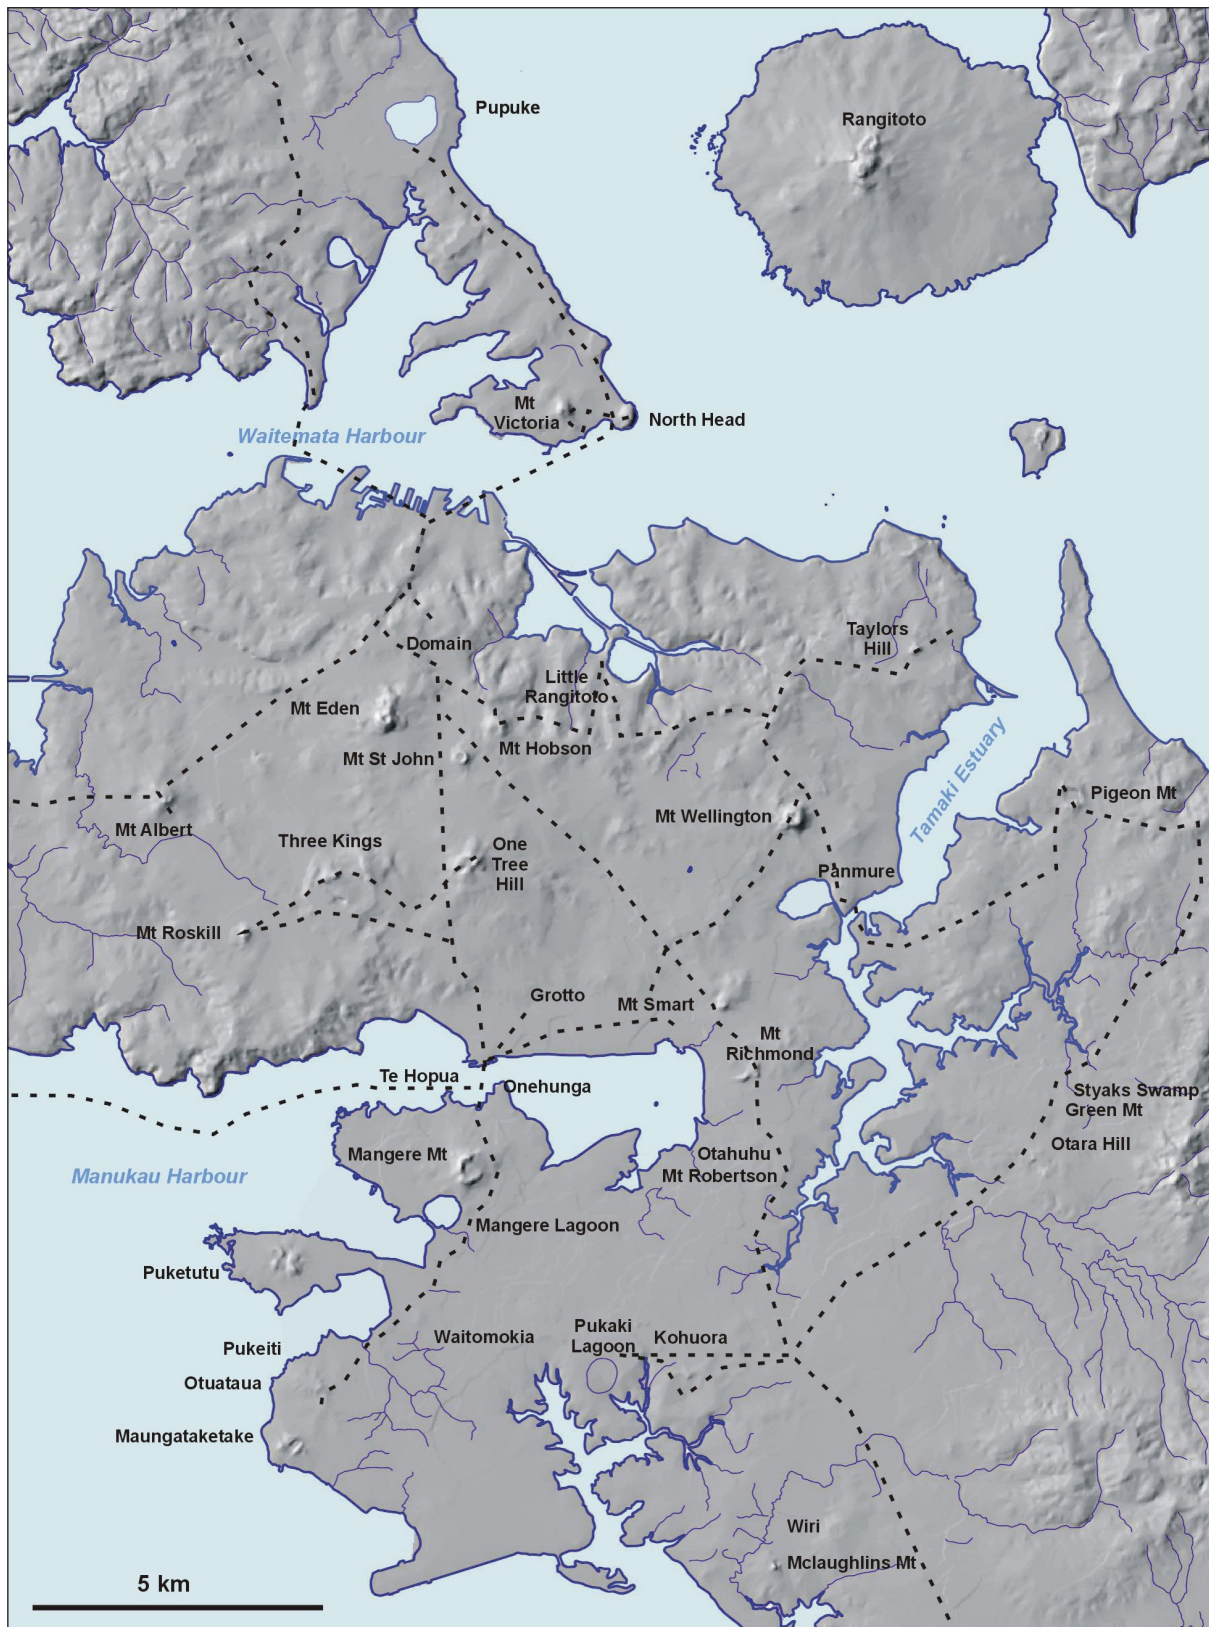 Pupuke
Rangitoto
Mt
Victoria
North Head
Waitemata Harbour
Taylors
Hill
Domain
Little
Rangitoto
Mt Eden
Mt Hobson
Mt St John
Tamaki Estuary
Pigeon Mt
Mt Albert
Mt Wellington
Three Kings
One
Tree
Hill
Panmure
Mt Roskill
Grotto
Mt Smart
Mt
Richmond
Te Hopua
Onehunga
Styaks Swamp
Green Mt
Otara Hill
Mangere Mt
Otahuhu
Mt Robertson
Manukau Harbour
Mangere Lagoon
Puketutu
Pukaki
Lagoon
Waitomokia
Kohuora
Pukeiti
Otuataua
Maungataketake
Wiri
Mclaughlins Mt
5 km